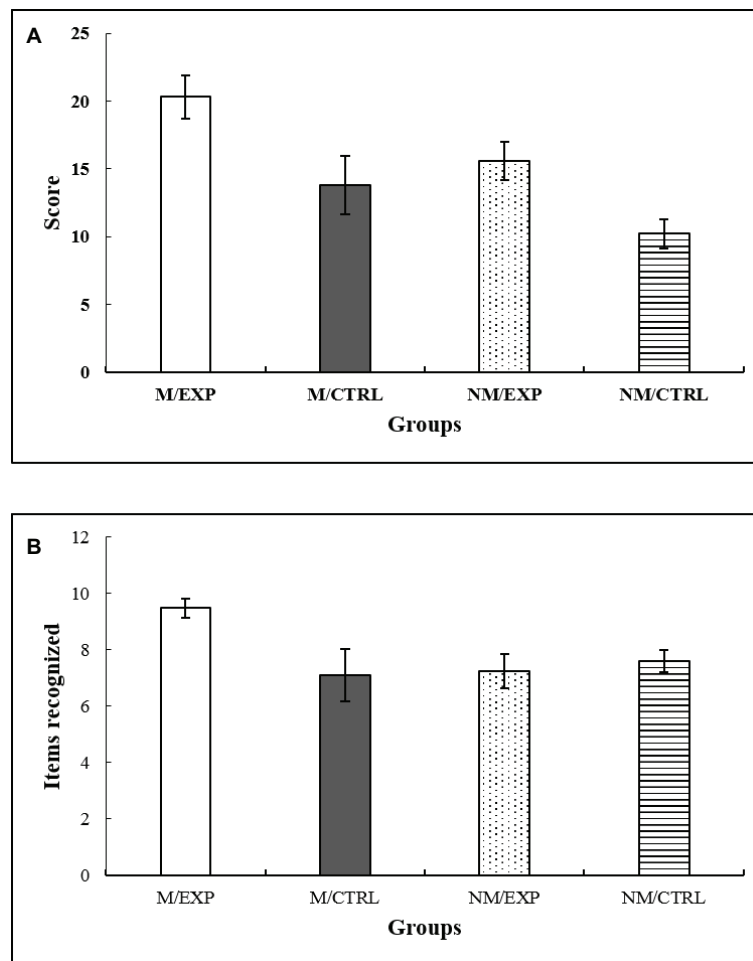 A
25
20
15
10
5
0
Score
M/EXP M/CTRL NM/EXP NM/CTRL
Groups
B
12
10
8
6
4
2
0
Items recognized
M/EXP M/CTRL NM/EXP NM/CTRL
Groups